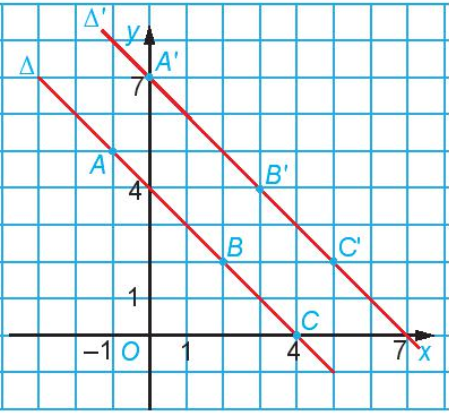 Δ' y
Δ 7 A'
A 4 B'
B C'
1 C
–1 O 1 4 7 x